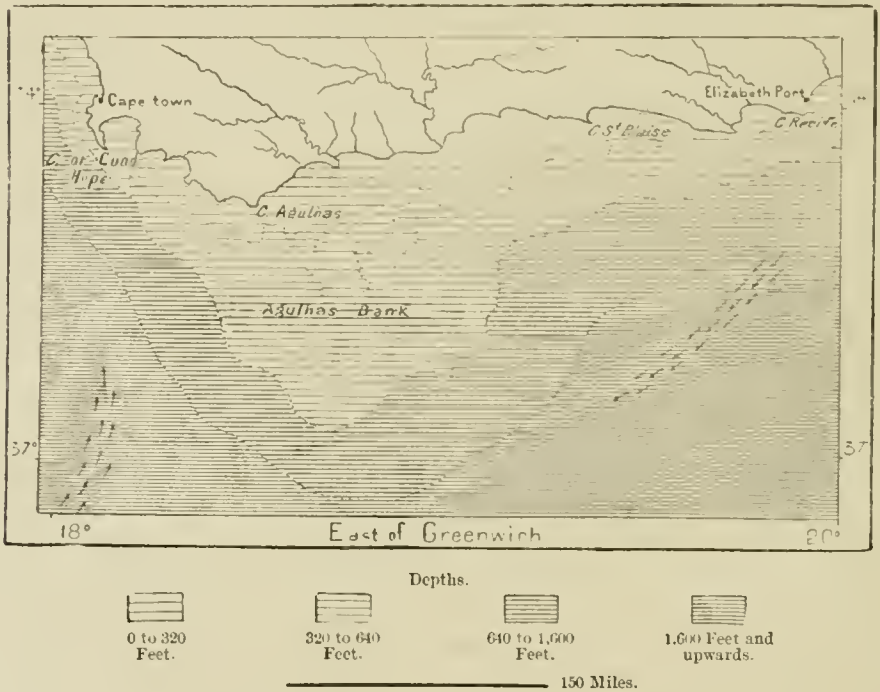 Cape town
Elizabeth Port
C. Recife
C. St Blaise
Hope
C. Agulhas
Agulhas Bank
37°
37
18°
East of Greenwich
Depths.
0 to 320
Feet.
320 to 640
Feet.
640 to 1,600
Feet.
1,600 Feet and
upwards.
150 Miles.